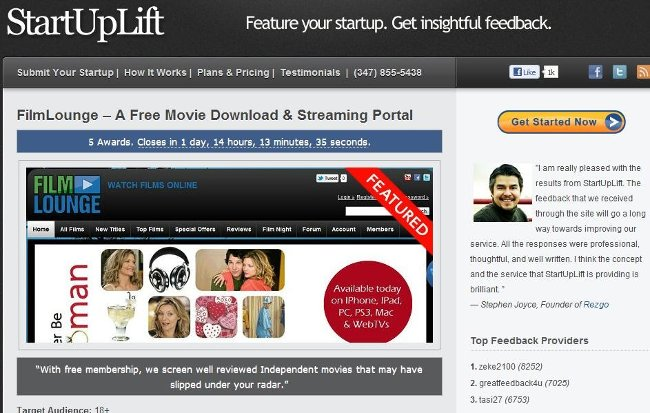 StartUpLift
Feature your startup. Get insightful feedback.
Submit Your Startup | How It Works | Plans & Pricing | Testimonials | (347) 855-5438
Like 1k
FilmLounge – A Free Movie Download & Streaming Portal
5 Awards. Closes in 1 day, 14 hours, 13 minutes, 35 seconds.
FILM
LOUNGE
WATCH FILMS ONLINE
Tweet 0
FEATURED
Home All Films New Titles Top Films Special Offers Reviews Film Night Forum Account Members
Available today
on IPhone, IPad,
PC, PS3, Mac
& WebTVs
"With free membership, we screen well reviewed Independent movies that may have
slipped under your radar."
Target Audience: 18+
Get Started Now
"I am really pleased with the
results from StartUpLift. The
feedback that we received
through the site will go a long
way towards improving our
service. All the responses were professional,
thoughtful, and well written. I think the concept
and the service that StartUpLift is providing is
brilliant. "
— Stephen Joyce, Founder of Rezgo
Top Feedback Providers
1. zeke2100 (8252)
2. greatfeedback4u (7025)
3. tasi27 (6753)